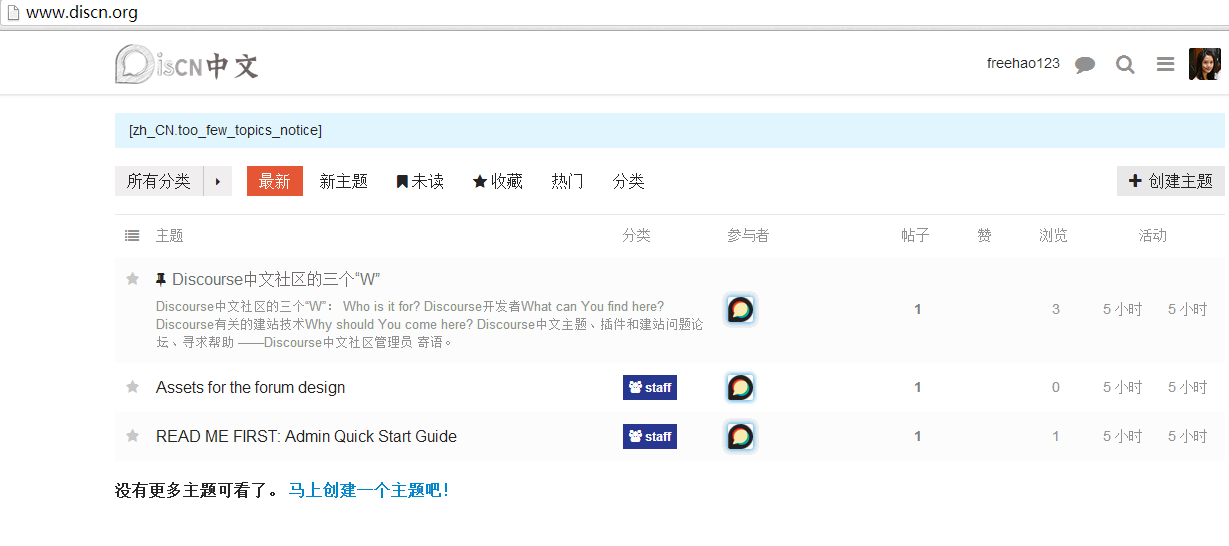 www.discn.org
DisCN中文
freehao123
[zh_CN.too_few_topics_notice]
所有分类 最新 新主题 未读 收藏 热门 分类 创建主题
主题 分类 参与者 帖子 赞 浏览 活动
Discourse中文社区的三个“W”
Discourse中文社区的三个“W”： Who is it for? Discourse开发者What can You find here?
Discourse有关的建站技术Why should You come here? Discourse中文主题、插件和建站问题论
坛、寻求帮助 ——Discourse中文社区管理员 寄语。
1 3 5 小时 5 小时
Assets for the forum design staff 1 0 5 小时 5 小时
READ ME FIRST: Admin Quick Start Guide staff 1 1 5 小时 5 小时
没有更多主题可看了。 马上创建一个主题吧！